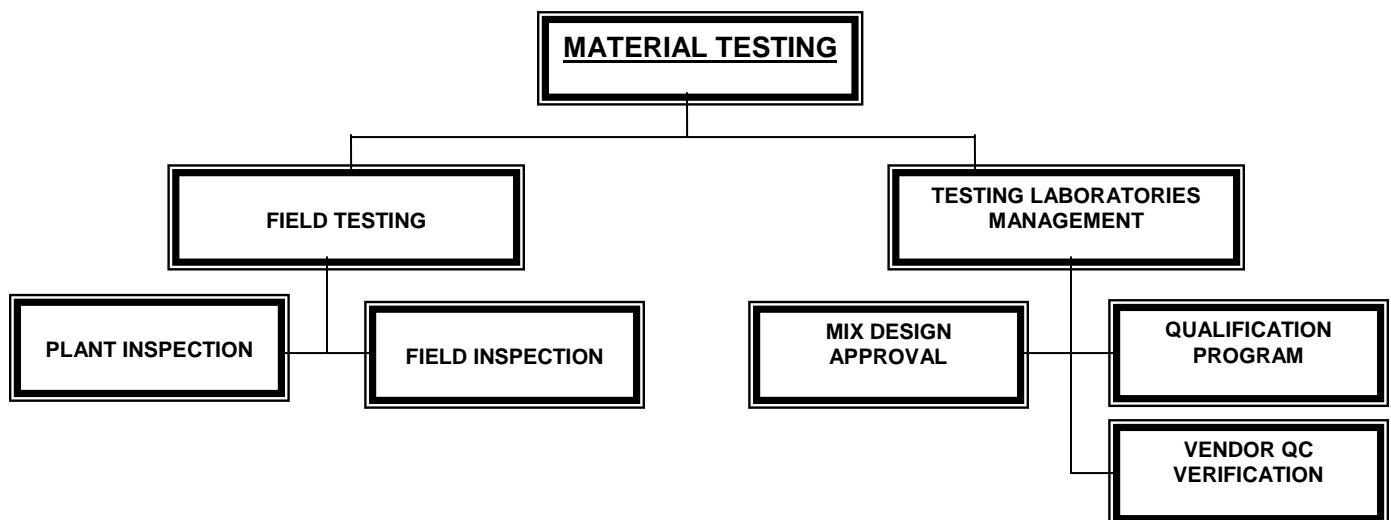 MATERIAL TESTING
FIELD TESTING
TESTING LABORATORIES
MANAGEMENT
PLANT INSPECTION
FIELD INSPECTION
MIX DESIGN
APPROVAL
QUALIFICATION
PROGRAM
VENDOR QC
VERIFICATION